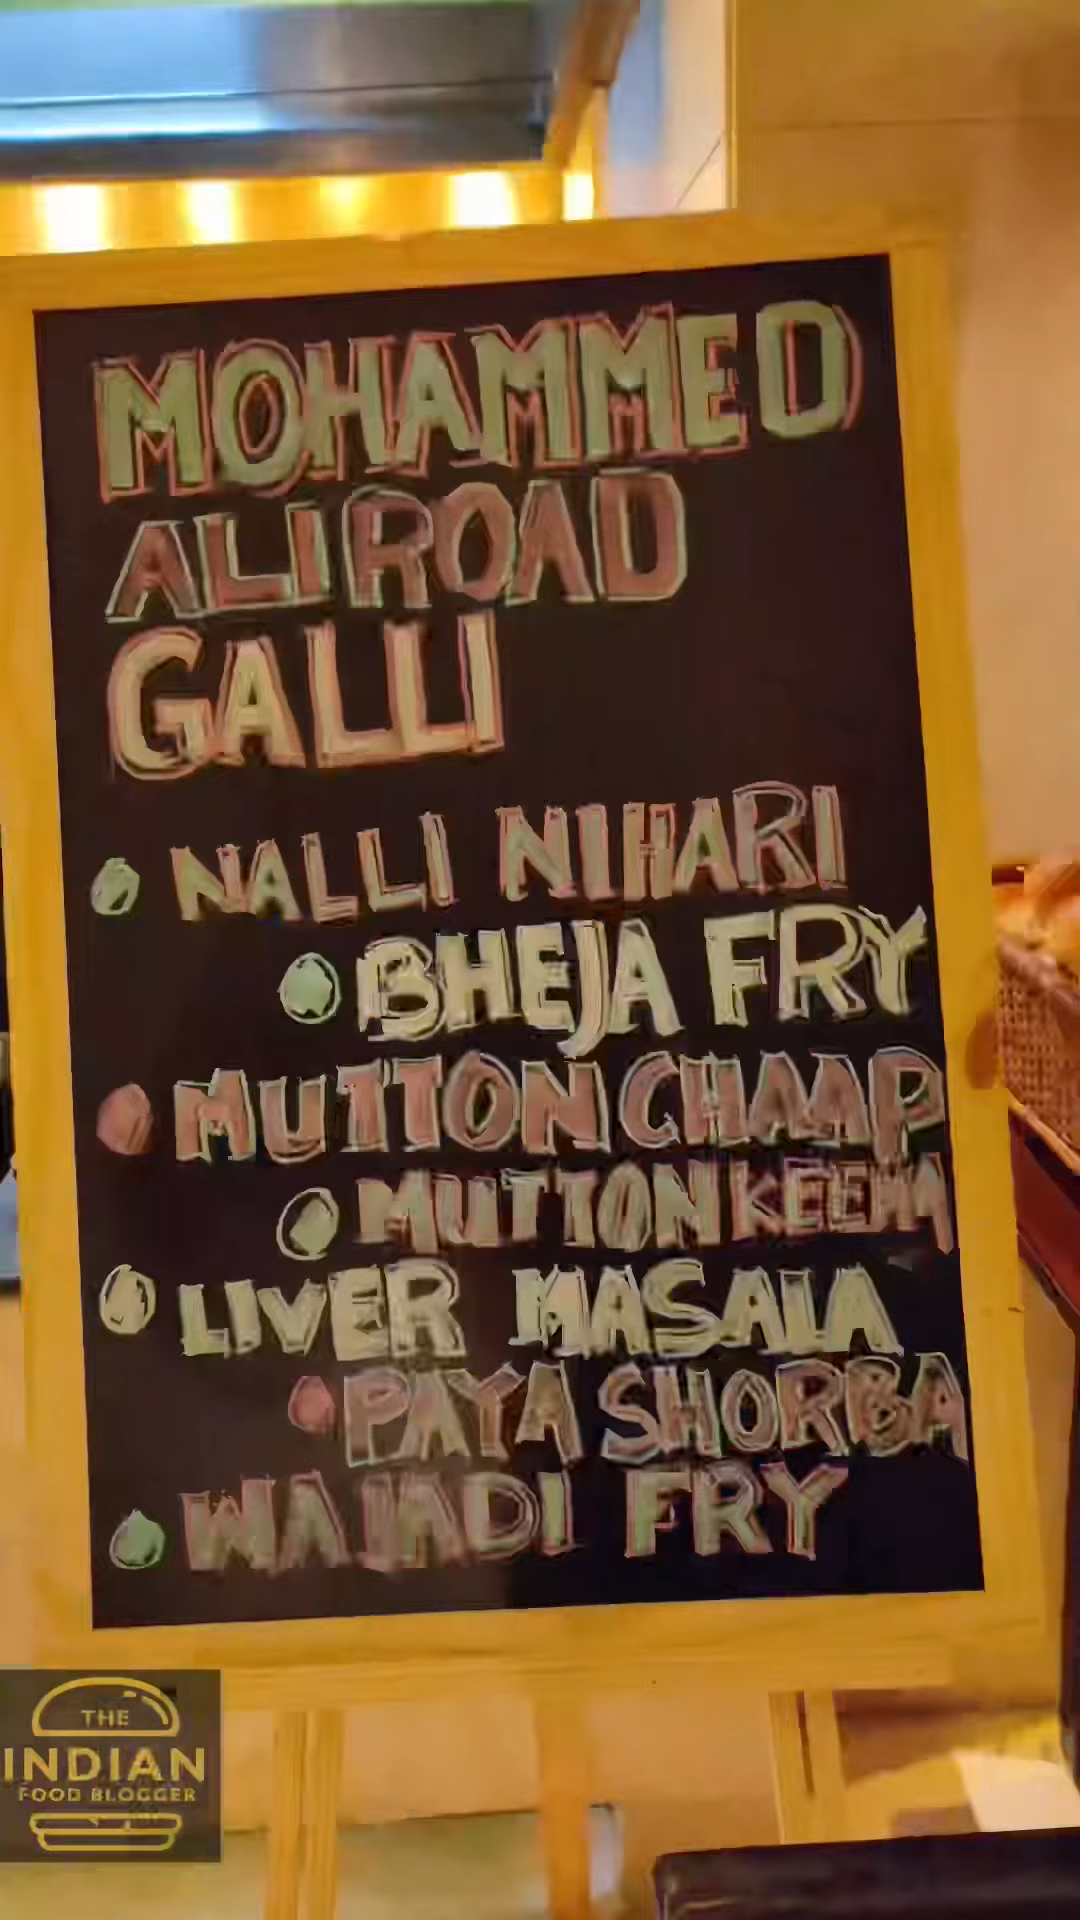 MOHAMMED
ALI ROAD
GALLI
NALLI NIHARI
BHEJA FRY
MUTTON CHAAP
MUTTON KEEMA
LIVER MASALA
PAYA SHORBA
WAJADI FRY
THE
INDIAN
FOOD BLOGGER